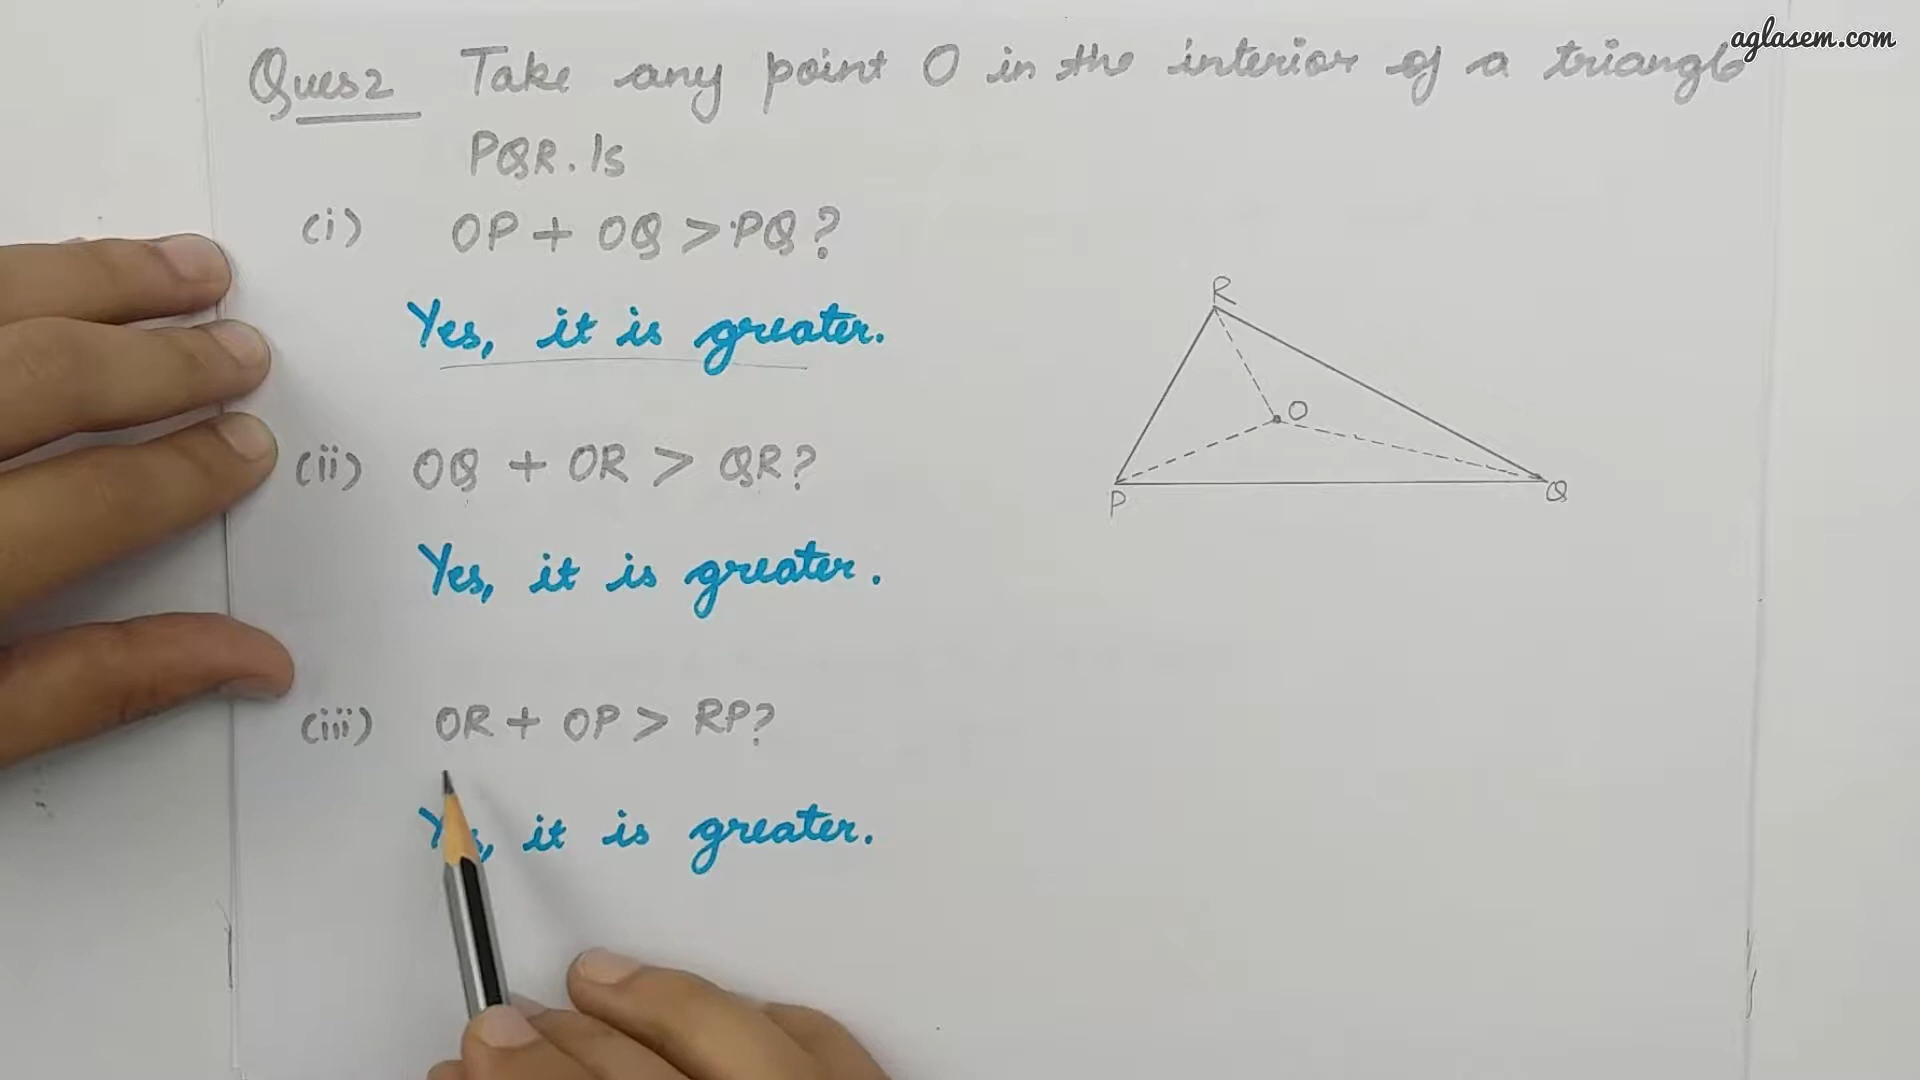 aglasem.com
Ques2 Take any point O in the interior of a triangle
PQR. Is
(i) OP + OQ > PQ?
Yes, it is greater.
(ii) OQ + OR > QR?
Yes, it is greater.
(iii) OR + OP > RP?
Yes, it is greater.
R
O
P
Q